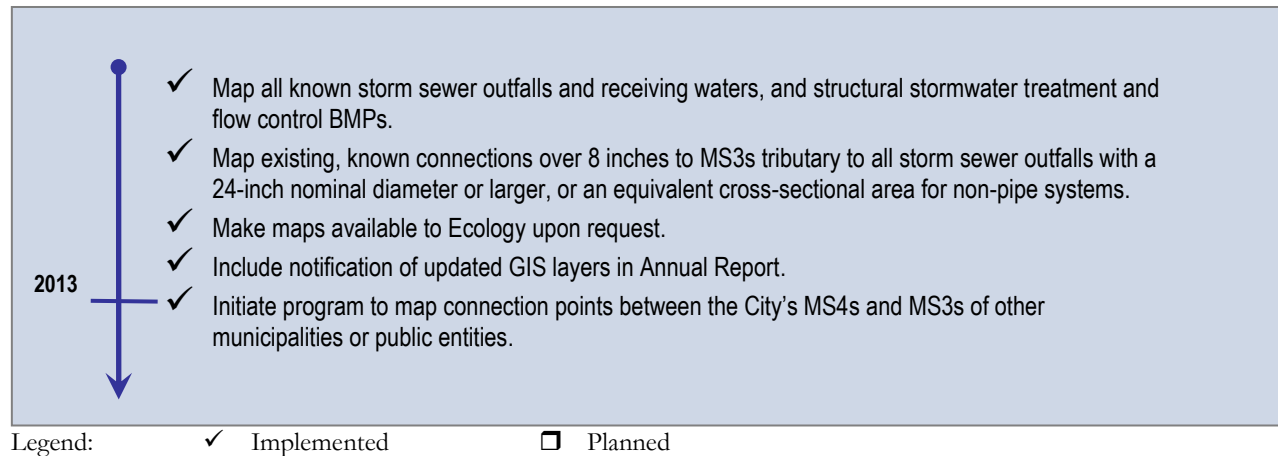 ✓ Map all known storm sewer outfalls and receiving waters, and structural stormwater treatment and
flow control BMPs.
✓ Map existing, known connections over 8 inches to MS3s tributary to all storm sewer outfalls with a
24-inch nominal diameter or larger, or an equivalent cross-sectional area for non-pipe systems.
✓ Make maps available to Ecology upon request.
✓ Include notification of updated GIS layers in Annual Report.
2013
✓ Initiate program to map connection points between the City's MS4s and MS3s of other
municipalities or public entities.
Legend: ✓ Implemented ❒ Planned